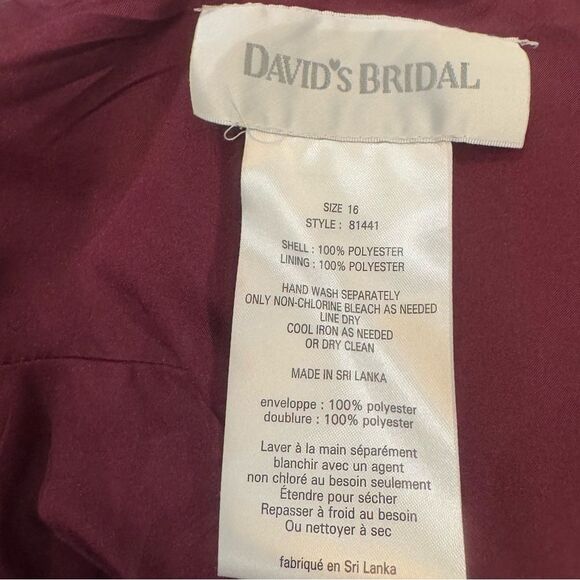 DAVID'S BRIDAL
SIZE 16
STYLE : 81441
SHELL : 100% POLYESTER
LINING : 100% POLYESTER
HAND WASH SEPARATELY
ONLY NON-CHLORINE BLEACH AS NEEDED
LINE DRY
COOL IRON AS NEEDED
OR DRY CLEAN
MADE IN SRI LANKA
enveloppe : 100% polyester
doublure : 100% polyester
Laver à la main séparément
blanchir avec un agent
non chloré au besoin seulement
Étendre pour sécher
Repasser à froid au besoin
Ou nettoyer à sec
fabriqué en Sri Lanka